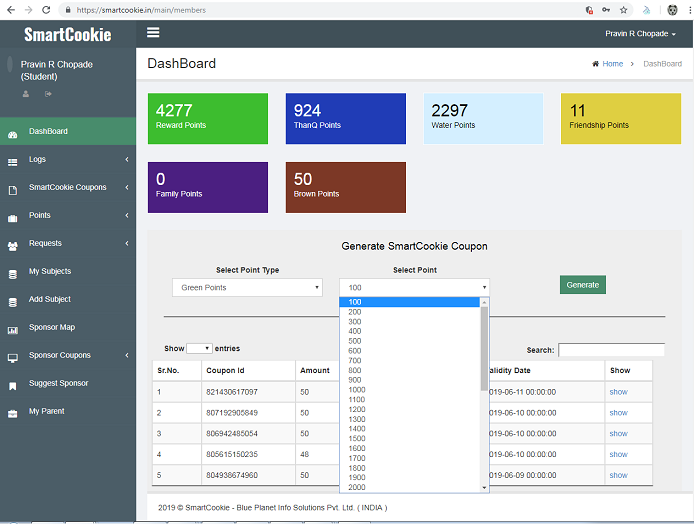 https://smartcookie.in/main/members
SmartCookie
Pravin R Chopade
Pravin R Chopade
(Student)
DashBoard
Logs
SmartCookie Coupons
Points
Requests
My Subjects
Add Subject
Sponsor Map
Sponsor Coupons
Suggest Sponsor
My Parent
DashBoard
Home > DashBoard
4277
Reward Points
924
ThanQ Points
2297
Water Points
11
Friendship Points
0
Family Points
50
Brown Points
Generate SmartCookie Coupon
Select Point Type
Select Point
Green Points
100
Generate
100
200
300
400
500
600
700
800
900
1000
1100
1200
1300
1400
1500
1600
1700
1800
1900
2000
Show entries
Search:
Sr.No. Coupon Id Amount alidity Date Show
1 821430617097 50 019-06-11 00:00:00 show
2 807192905849 50 019-06-10 00:00:00 show
3 806942485054 50 019-06-10 00:00:00 show
4 805615150235 48 019-06-10 00:00:00 show
5 804938674960 50 019-06-09 00:00:00 show
2019 © SmartCookie - Blue Planet Info Solutions Pvt. Ltd. ( INDIA )